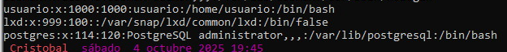 usuario:x:1000:1000:usuario:/home/usuario:/bin/bash
lxd:x:999:100::/var/snap/lxd/common/lxd:/bin/false
postgres:x:114:120:PostgreSQL administrator,,,:/var/lib/postgresql:/bin/bash
Cristobal sábado 4 octubre 2025 19:45